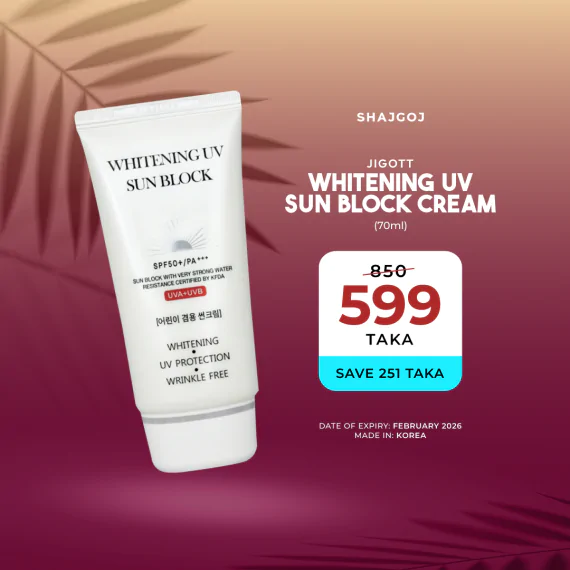 WHITENING UV
SUN BLOCK
SPF50+/PA+++
SUN BLOCK WITH VERY STRONG WATER
RESISTANCE CERTIFIED BY KFDA
UVA+UVB
[어린이 겸용 썬크림]
WHITENING
•
UV PROTECTION
•
WRINKLE FREE
SHAJGOJ
JIGOTT
WHITENING UV
SUN BLOCK CREAM
(70ml)
850
599
TAKA
SAVE 251 TAKA
DATE OF EXPIRY: FEBRUARY 2026
MADE IN: KOREA